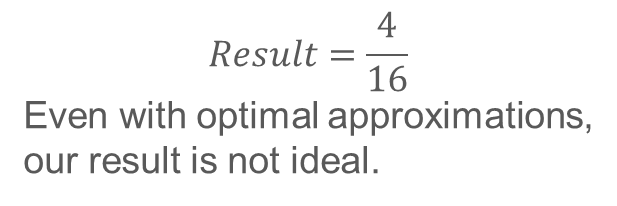 Result = 4/16
Even with optimal approximations,
our result is not ideal.